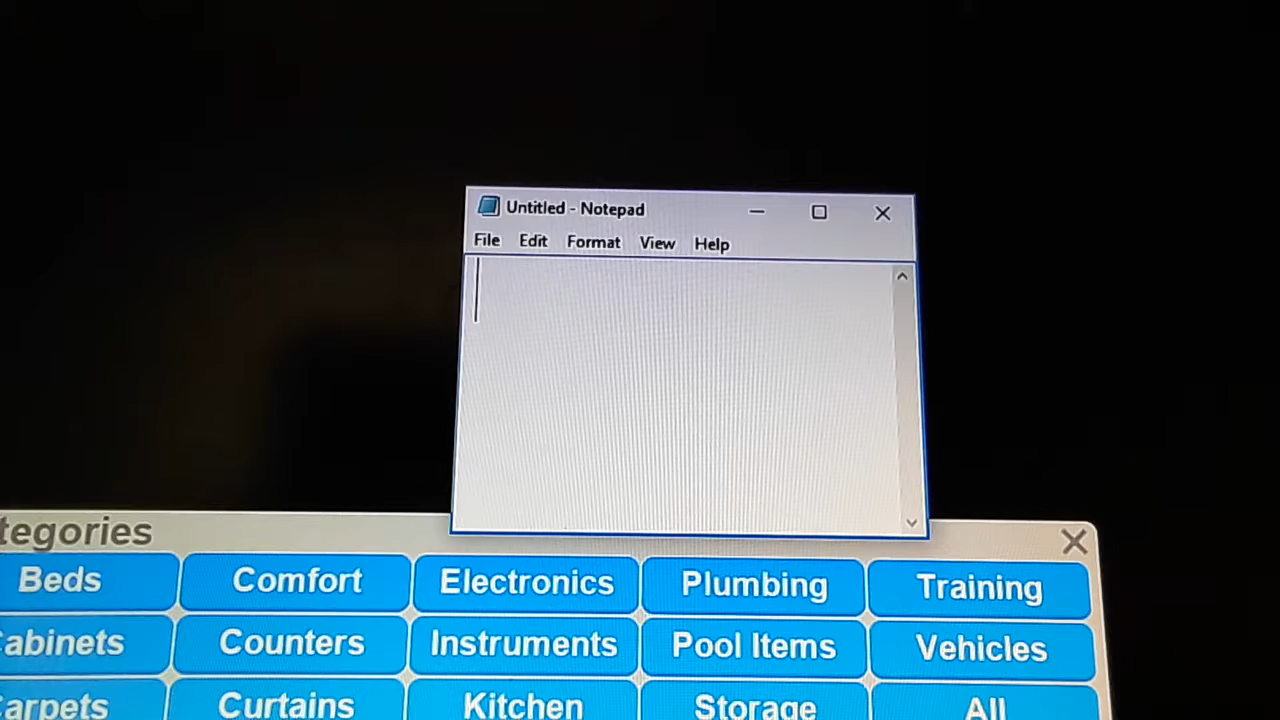 Untitled - Notepad
File Edit Format View Help
tegories
Beds Comfort Electronics Plumbing Training
abinets Counters Instruments Pool Items Vehicles
arpets Curtains Kitchen Storage All